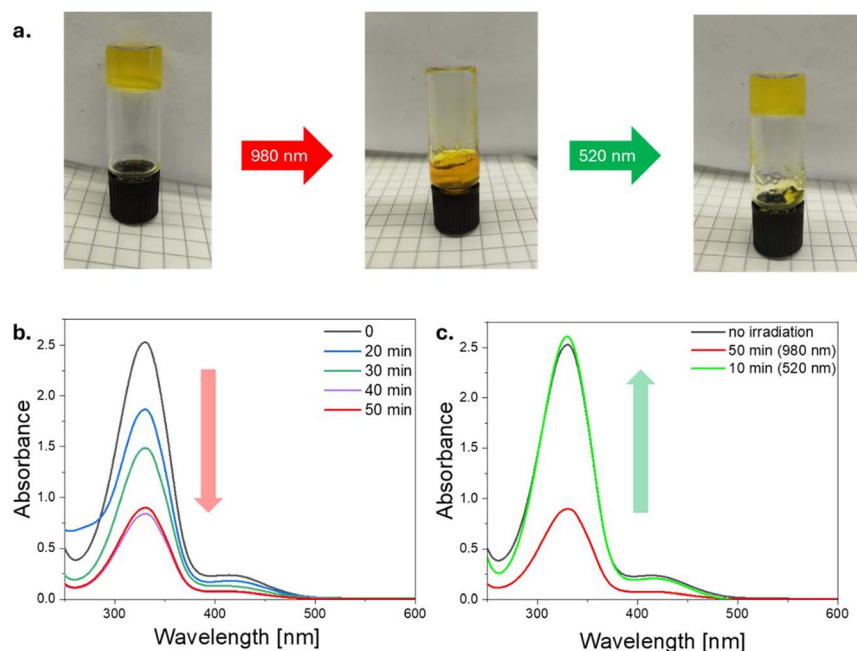 a.
980 nm
520 nm
b.
0
20 min
30 min
40 min
50 min
2.5
2.0
1.5
1.0
0.5
0.0
Absorbance
300
400
500
600
Wavelength [nm]
c.
no irradiation
50 min (980 nm)
10 min (520 nm)
2.5
2.0
1.5
1.0
0.5
0.0
Absorbance
300
400
500
600
Wavelength [nm]